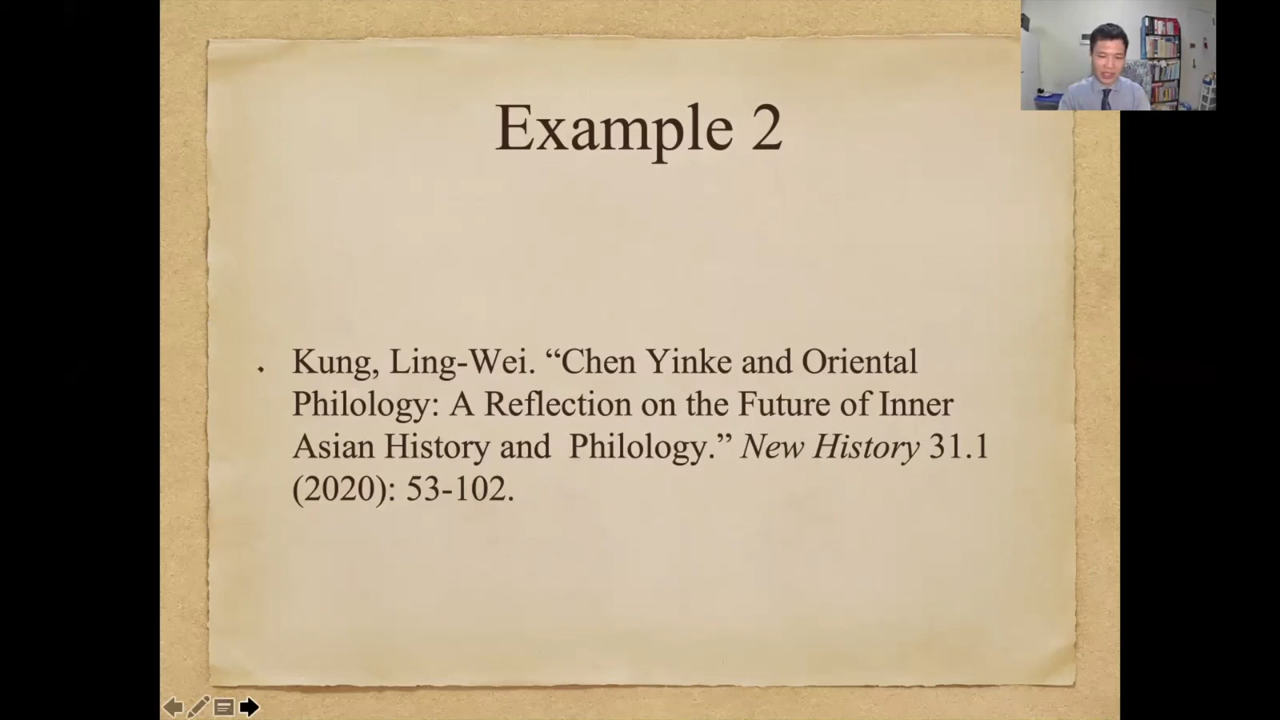 Example 2
• Kung, Ling-Wei. “Chen Yinke and Oriental
Philology: A Reflection on the Future of Inner
Asian History and  Philology.” New History 31.1
(2020): 53-102.